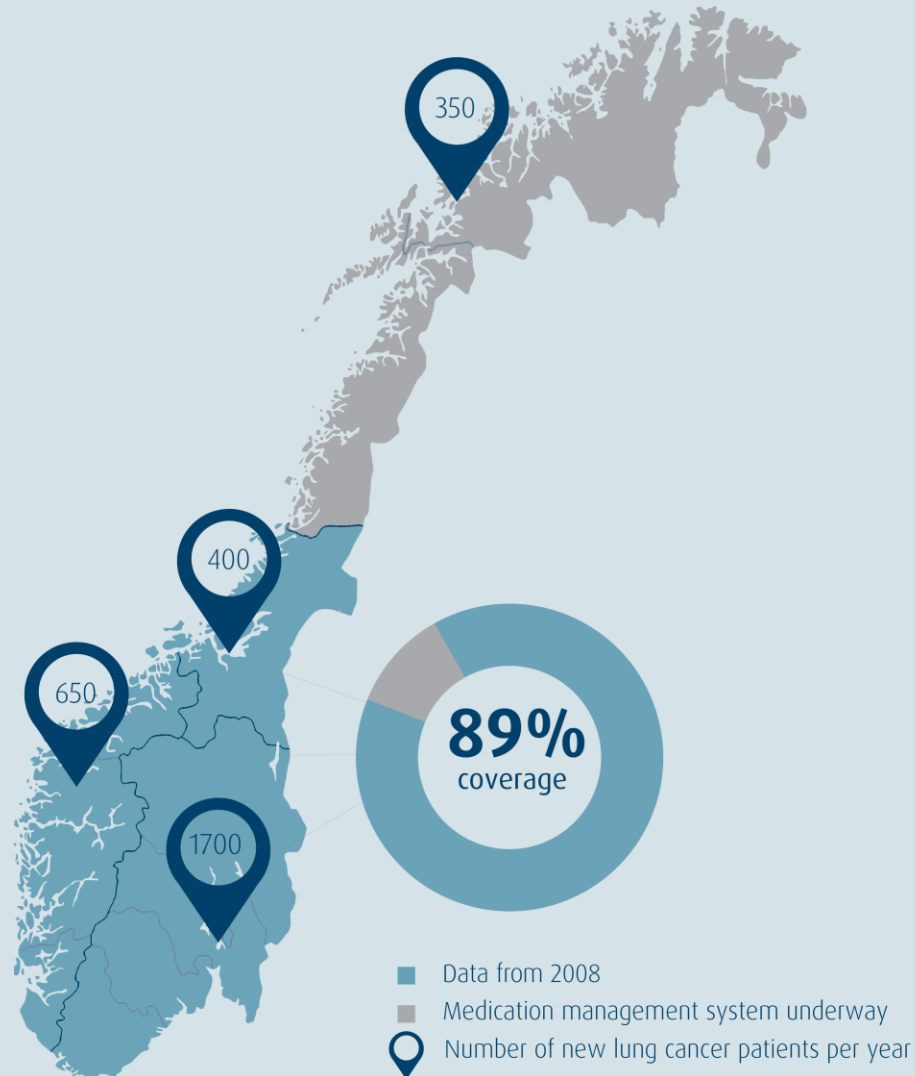 350
400
650
89%
coverage
1700
Data from 2008
Medication management system underway
Number of new lung cancer patients per year